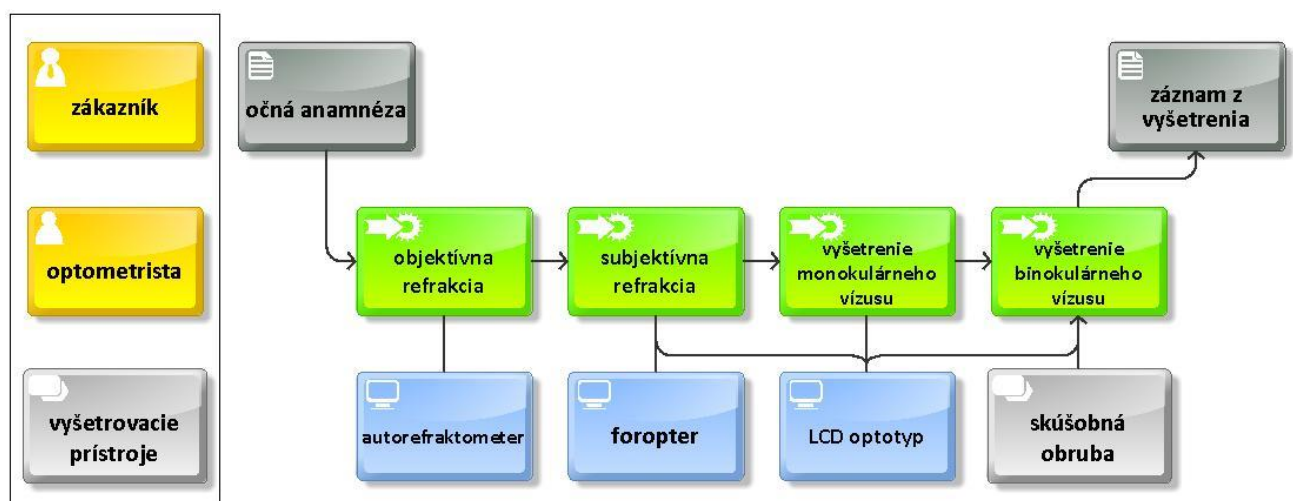 zákazník
optometrista
vyšetrovacie
prístroje
očná anamnéza
záznam z
vyšetrenia
objektívna
refrakcia
subjektívna
refrakcia
vyšetrenie
monokulárneho
vízusu
vyšetrenie
binokulárneho
vízusu
autorefraktometer
foropter
LCD optotyp
skúšobná
obruba